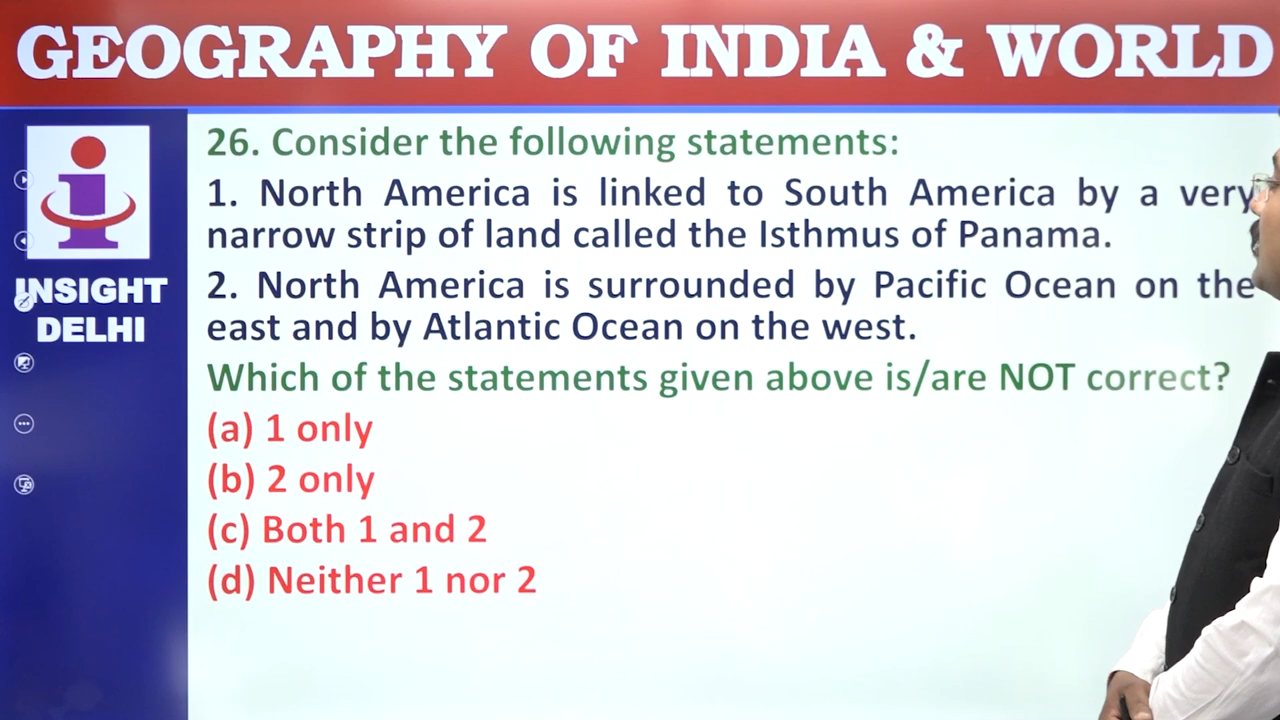 GEOGRAPHY OF INDIA & WORLD
INSIGHT
DELHI
26. Consider the following statements:
1. North America is linked to South America by a very
narrow strip of land called the Isthmus of Panama.
2. North America is surrounded by Pacific Ocean on the
east and by Atlantic Ocean on the west.
Which of the statements given above is/are NOT correct?
(a) 1 only
(b) 2 only
(c) Both 1 and 2
(d) Neither 1 nor 2